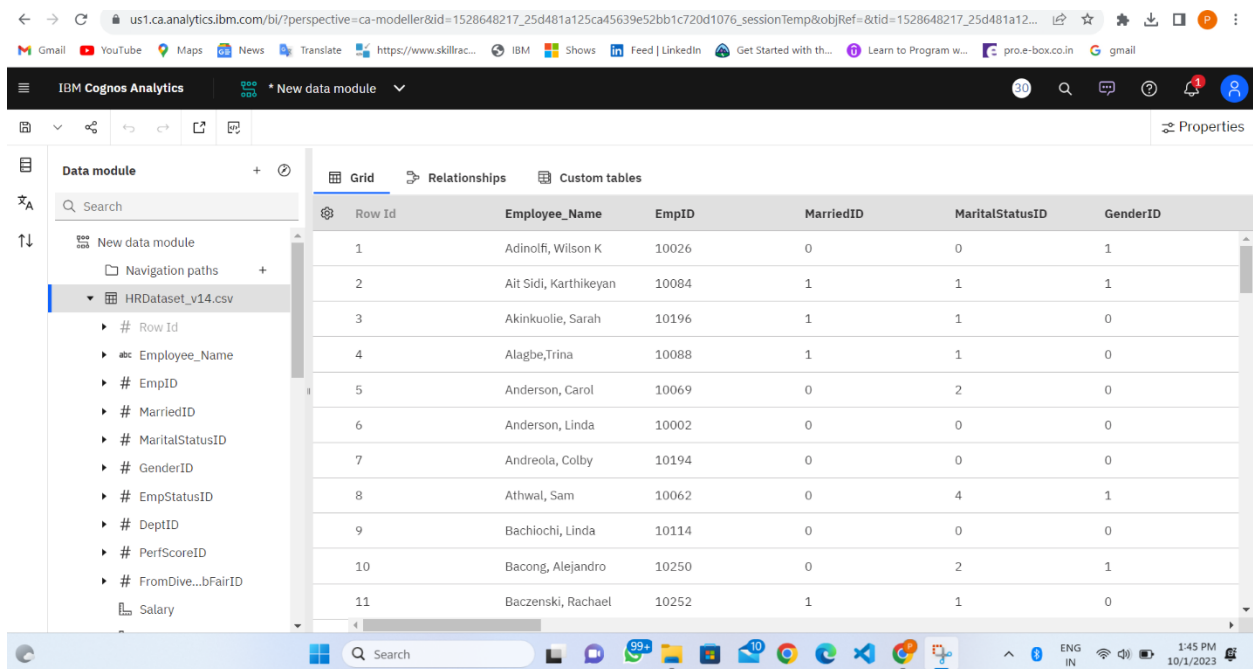 us1.ca.analytics.ibm.com/bi/?perspective=ca-modeller&id=1528648217_25d481a125ca45639e52bb1c720d1076_sessionTemp&objRef=&tid=1528648217_25d481a12... P
Gmail YouTube Maps GE News Translate https://www.skillrac... IBM Shows Feed | LinkedIn Get Started with th... Learn to Program w... pro.e-box.co.in gmail
IBM Cognos Analytics * New data module 30 1
Properties
Data module +
Grid Relationships Custom tables
Search
Row Id Employee_Name EmpID MarriedID MaritalStatusID GenderID
New data module
1 Adinolfi, Wilson K 10026 0 0 1
Navigation paths +
2 Ait Sidi, Karthikeyan 10084 1 1 1
HRDataset_v14.csv
3 Akinkuolie, Sarah 10196 1 1 0
# Row Id
4 Alagbe,Trina 10088 1 1 0
abc Employee_Name
5 Anderson, Carol 10069 0 2 0
# EmpID
6 Anderson, Linda 10002 0 0 0
# MarriedID
7 Andreola, Colby 10194 0 0 0
# MaritalStatusID
8 Athwal, Sam 10062 0 4 1
# GenderID
9 Bachiochi, Linda 10114 0 0 0
# EmpStatusID
10 Bacong, Alejandro 10250 0 2 1
# DeptID
11 Baczenski, Rachael 10252 1 1 0
# PerfScoreID
# FromDive...bFairID
Salary
Search 99+ 10 P ENG IN 1:45 PM 10/1/2023